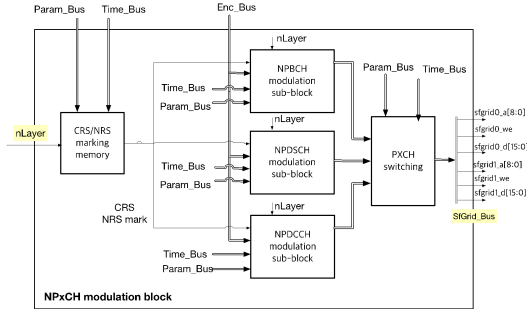 Param_Bus
Time_Bus
Enc_Bus
nLayer
Param_Bus
Time_Bus
NPBCH
modulation
sub-block
Time_Bus
Param_Bus
nLayer
nLayer
CRS/NRS
marking
memory
NPDSCH
modulation
sub-block
Time_Bus
Param_Bus
PXCH
switching
sfgrid0_a[8:0]
sfgrid0_we
sfgrid0_d[15:0]
sfgrid1_a[8:0]
sfgrid1_we
sfgrid1_d[15:0]
SfGrid_Bus
CRS
NRS mark
nLayer
NPDCCH
modulation
sub-block
Time_Bus
Param_Bus
NPxCH modulation block